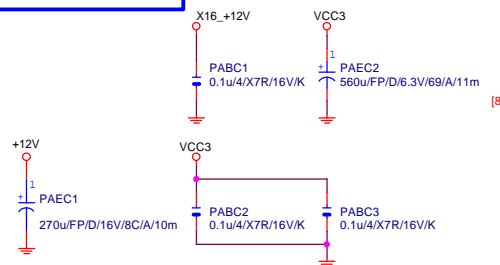 X16_+12V
VCC3
PABC1
0.1u/4/X7R/16V/K
1
+
PAEC2
560u/FP/D/6.3V/69/A/11m
[8
+12V
1
+
PAEC1
270u/FP/D/16V/8C/A/10m
VCC3
PABC2
0.1u/4/X7R/16V/K
PABC3
0.1u/4/X7R/16V/K